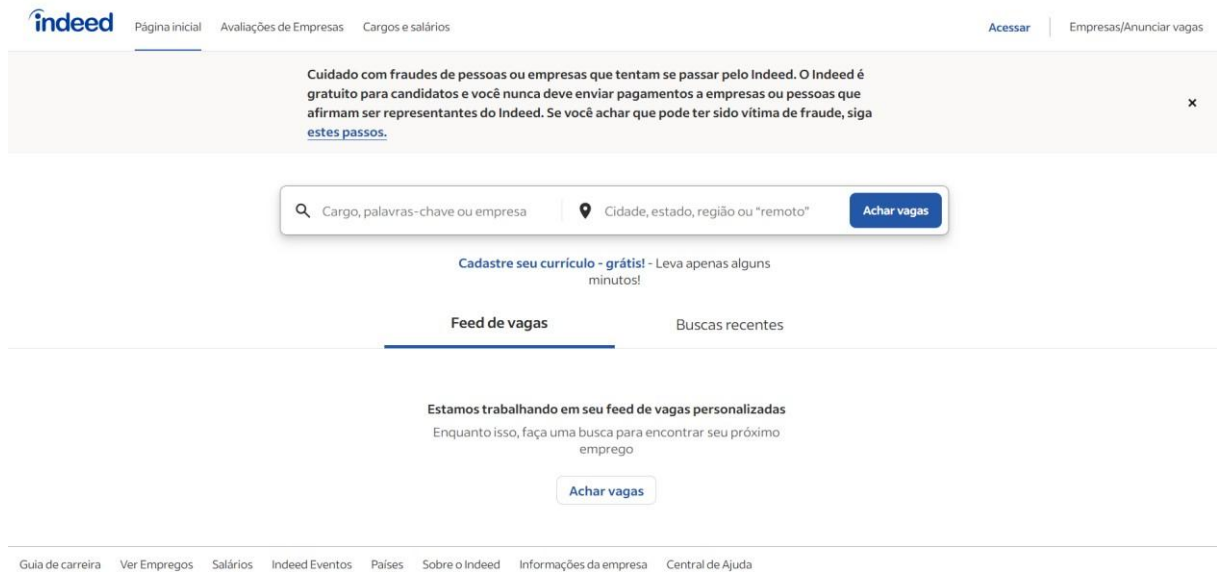 indeed
Página inicial Avaliações de Empresas Cargos e salários Acessar Empresas/Anunciar vagas
Cuidado com fraudes de pessoas ou empresas que tentam se passar pelo Indeed. O Indeed é
gratuito para candidatos e você nunca deve enviar pagamentos a empresas ou pessoas que
afirmam ser representantes do Indeed. Se você achar que pode ter sido vítima de fraude, siga
estes passos.
Cargo, palavras-chave ou empresa Cidade, estado, região ou "remoto" Achar vagas
Cadastre seu currículo - grátis! - Leva apenas alguns
minutos!
Feed de vagas Buscas recentes
Estamos trabalhando em seu feed de vagas personalizadas
Enquanto isso, faça uma busca para encontrar seu próximo
emprego
Achar vagas
Guia de carreira Ver Empregos Salários Indeed Eventos Países Sobre o Indeed Informações da empresa Central de Ajuda